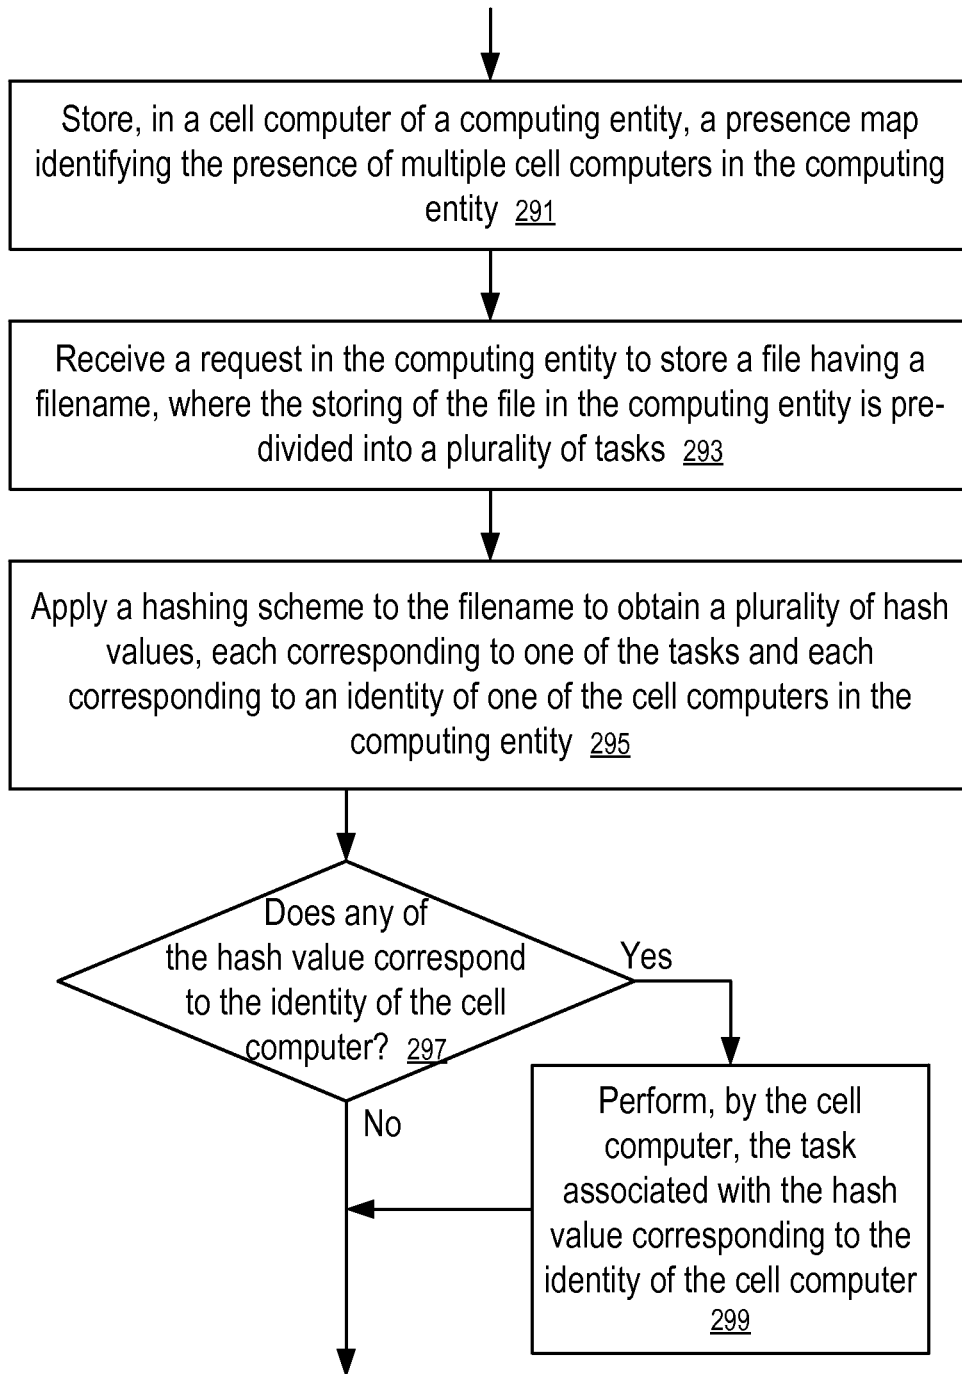 Store, in a cell computer of a computing entity, a presence map
identifying the presence of multiple cell computers in the computing
entity 291
Receive a request in the computing entity to store a file having a
filename, where the storing of the file in the computing entity is pre-
divided into a plurality of tasks 293
Apply a hashing scheme to the filename to obtain a plurality of hash
values, each corresponding to one of the tasks and each
corresponding to an identity of one of the cell computers in the
computing entity 295
Does any of
the hash value correspond
to the identity of the cell
computer? 297
Yes
No
Perform, by the cell
computer, the task
associated with the hash
value corresponding to the
identity of the cell computer
299